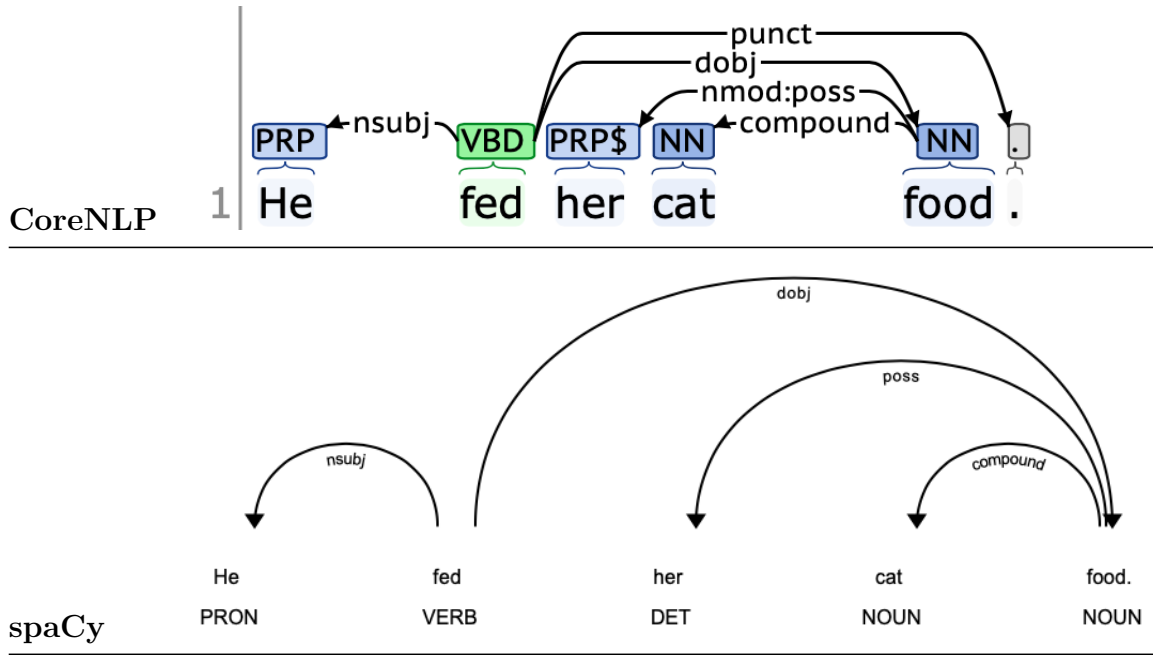 punct
dobj
nmod:poss
PRP nsubj VBD PRP$ NN compound NN .
CoreNLP 1 He fed her cat food .
dobj
poss
nsubj compound
He fed her cat food.
spaCy PRON VERB DET NOUN NOUN